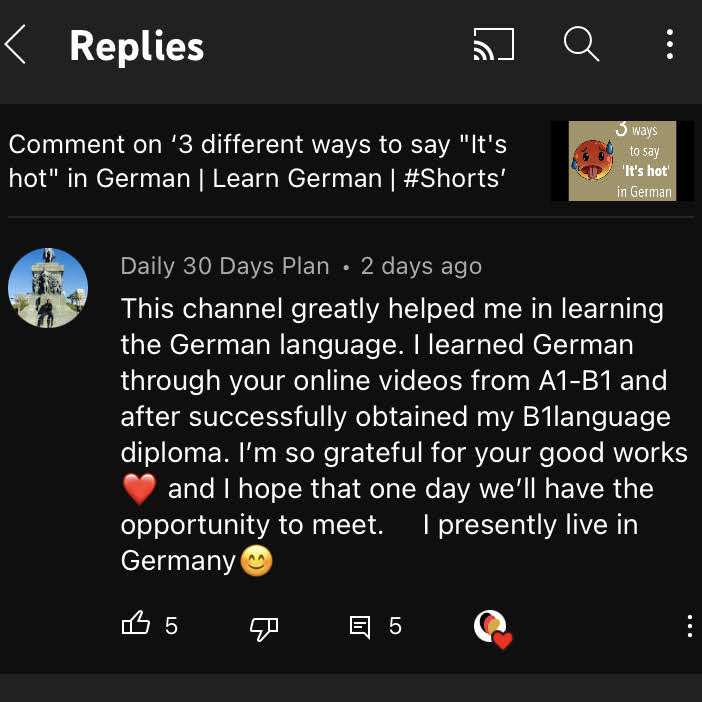 Replies
Comment on ‘3 different ways to say "It's
hot" in German | Learn German | #Shorts’
3 ways
to say
'It's hot'
in German
Daily 30 Days Plan • 2 days ago
This channel greatly helped me in learning
the German language. I learned German
through your online videos from A1-B1 and
after successfully obtained my B1language
diploma. I’m so grateful for your good works
❤️ and I hope that one day we’ll have the
opportunity to meet. I presently live in
Germany😊
5
5